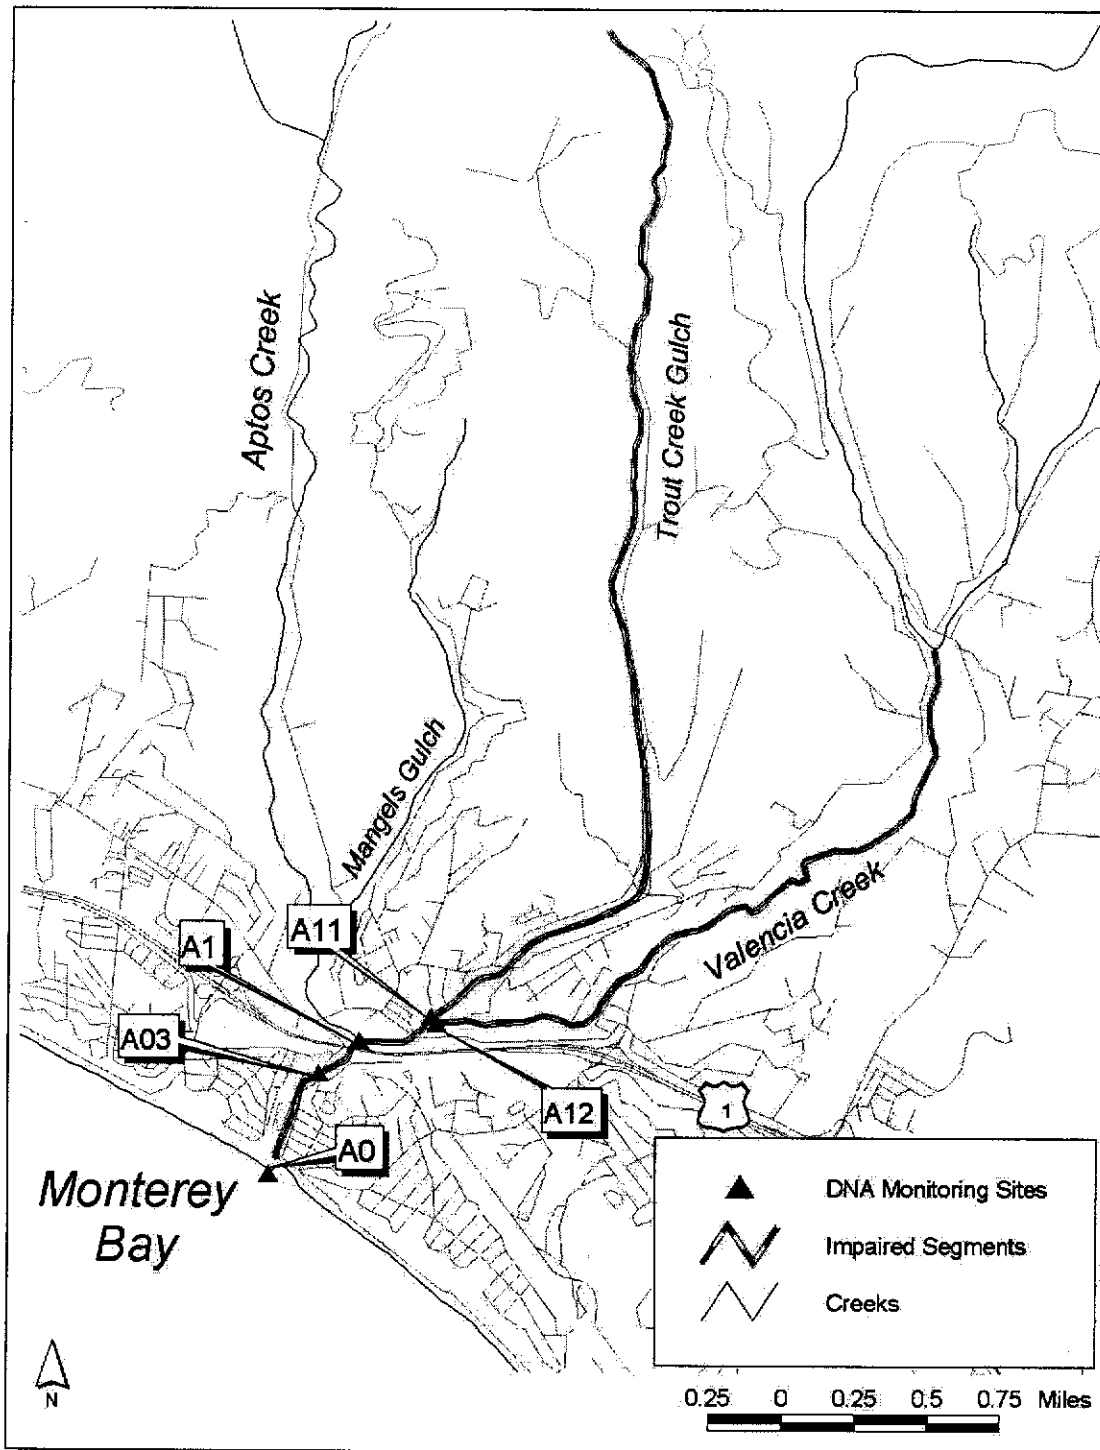 Aptos Creek
Trout Creek Gulch
Mangels Gulch
Valencia Creek
A11
A1
A03
A12
A0
1
Monterey
Bay
DNA Monitoring Sites
Impaired Segments
Creeks
N
0.25 0 0.25 0.5 0.75 Miles